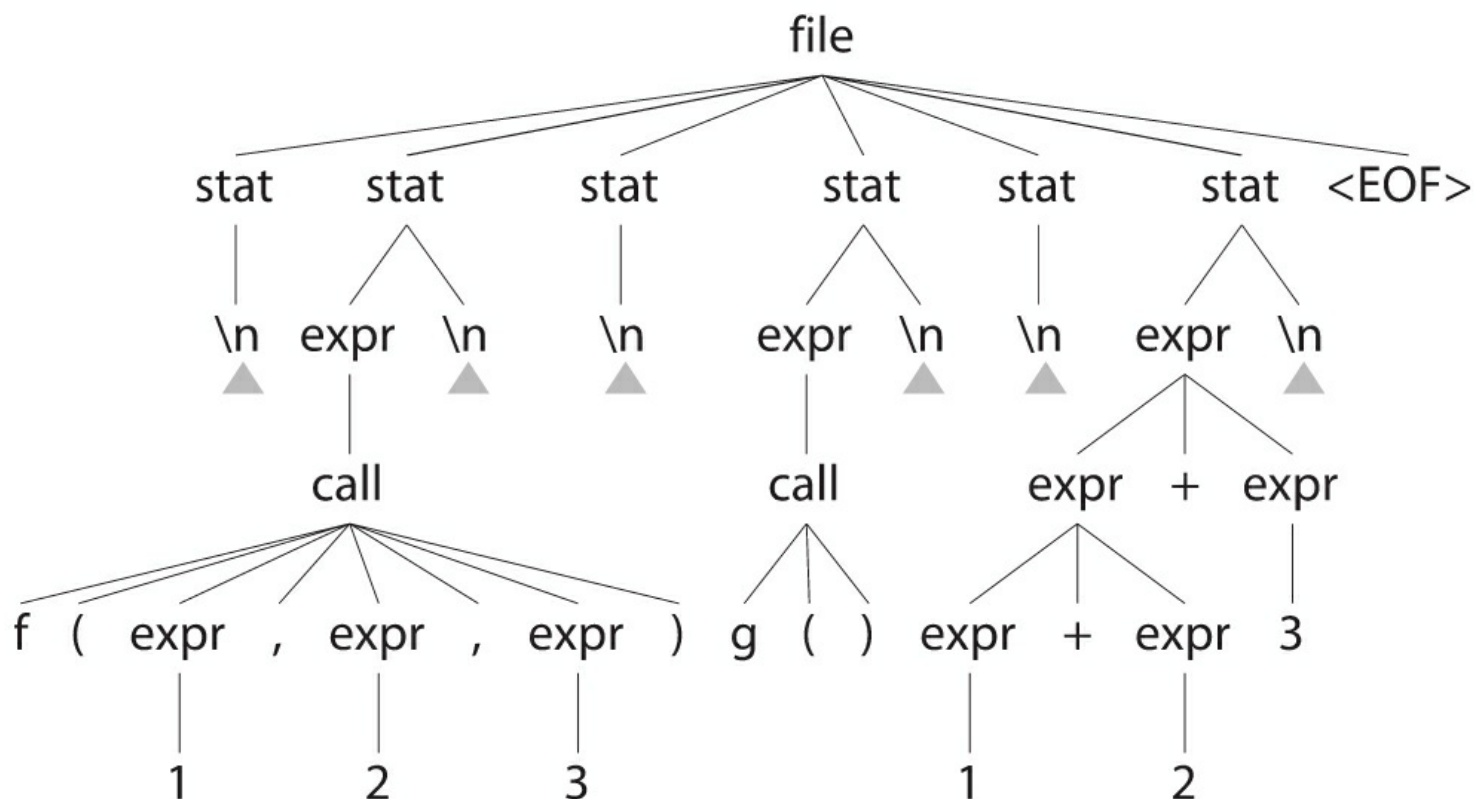 file
stat stat stat stat stat stat <EOF>
\n expr \n \n expr \n \n expr \n
call call expr + expr
f ( expr , expr , expr ) g ( ) expr + expr 3
1 2 3 1 2